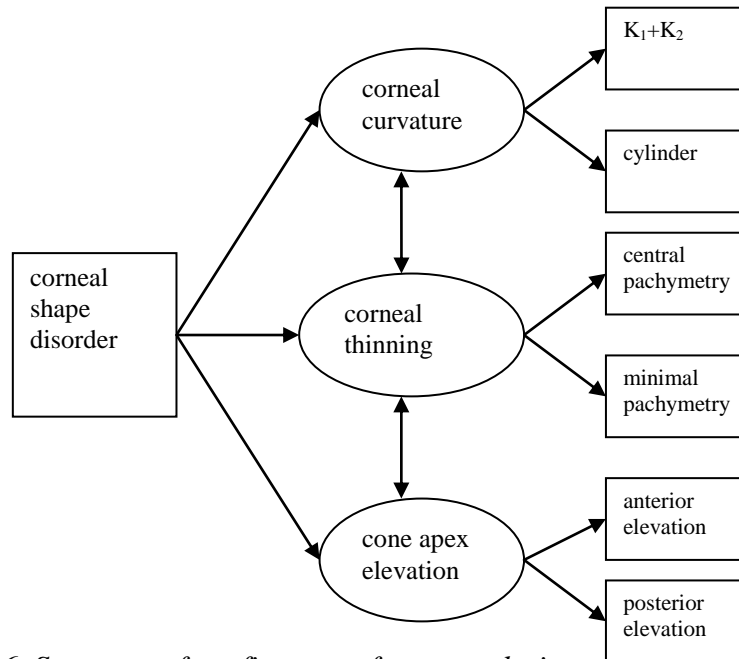 corneal
shape
disorder
corneal
curvature
corneal
thinning
cone apex
elevation
K₁+K₂
cylinder
central
pachymetry
minimal
pachymetry
anterior
elevation
posterior
elevation